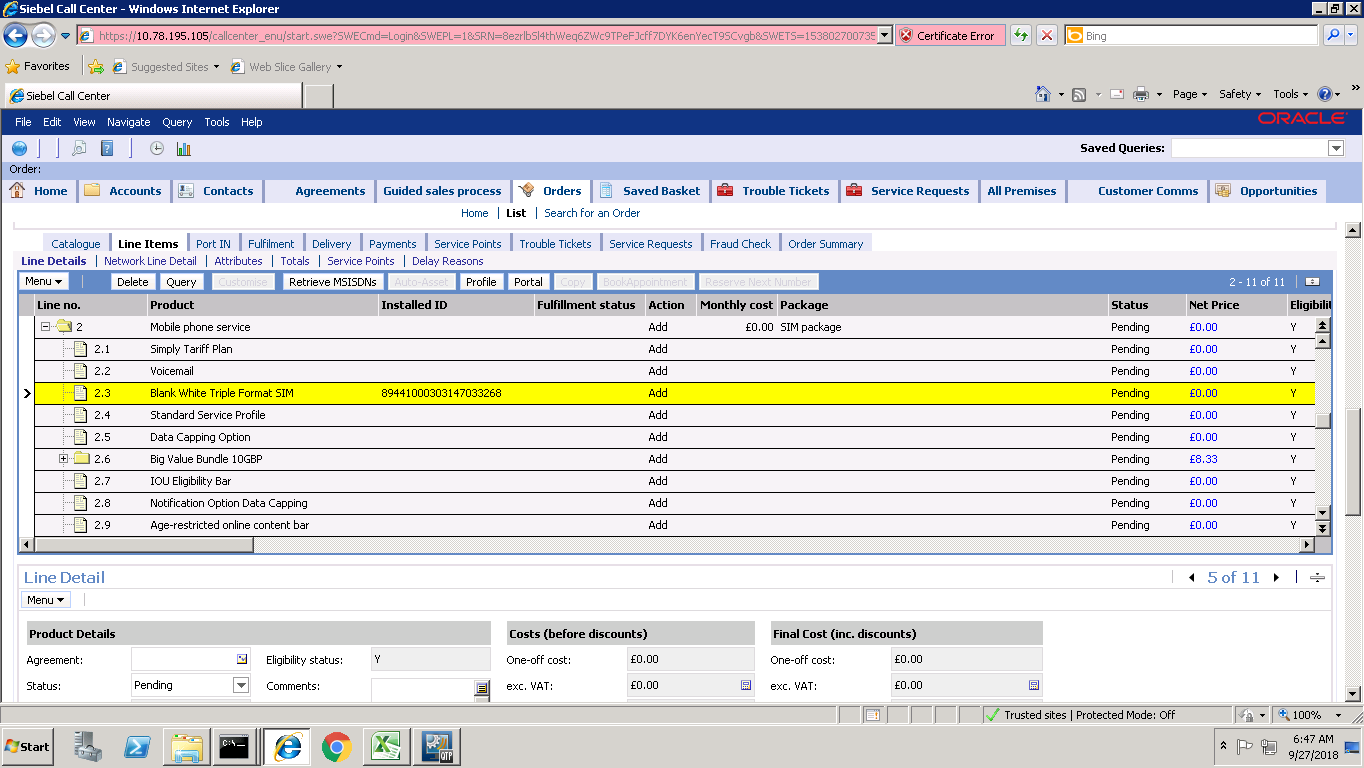 Siebel Call Center - Windows Internet Explorer
https://10.78.195.105/callcenter_enu/start.swe?SWECmd=Login&SWEPL=1&SRN=8ezrlbSl4thWeq6ZWc9TPeFJcff7DYK6enYecT9SCvgb&SWETS=153802700735
Certificate Error
Bing
Favorites Suggested Sites Web Slice Gallery
Siebel Call Center
Page Safety Tools
File Edit View Navigate Query Tools Help
ORACLE
Saved Queries:
Order:
Home Accounts Contacts Agreements Guided sales process Orders Saved Basket Trouble Tickets Service Requests All Premises Customer Comms Opportunities
Home List Search for an Order
Catalogue Line Items Port IN Fulfilment Delivery Payments Service Points Trouble Tickets Service Requests Fraud Check Order Summary
Line Details Network Line Detail Attributes Totals Service Points Delay Reasons
Menu Delete Query Customise Retrieve MSISDNs Auto-Asset Profile Portal Copy BookAppointment Reserve Next Number 2 - 11 of 11
Line no. Product Installed ID Fulfillment status Action Monthly cost Package Status Net Price Eligibilit
2 Mobile phone service Add £0.00 SIM package Pending £0.00 Y
2.1 Simply Tariff Plan Add Pending £0.00 Y
2.2 Voicemail Add Pending £0.00 Y
2.3 Blank White Triple Format SIM 89441000303147033268 Add Pending £0.00 Y
2.4 Standard Service Profile Add Pending £0.00 Y
2.5 Data Capping Option Add Pending £0.00 Y
2.6 Big Value Bundle 10GBP Add Pending £8.33 Y
2.7 IOU Eligibility Bar Add Pending £0.00 Y
2.8 Notification Option Data Capping Add Pending £0.00 Y
2.9 Age-restricted online content bar Add Pending £0.00 Y
Line Detail 5 of 11
Menu
Product Details Costs (before discounts) Final Cost (inc. discounts)
Agreement: Eligibility status: Y One-off cost: £0.00 One-off cost: £0.00
Status: Pending Comments: exc. VAT: £0.00 exc. VAT: £0.00
Trusted sites | Protected Mode: Off 100%
Start C:\ QTP 6:47 AM
9/27/2018